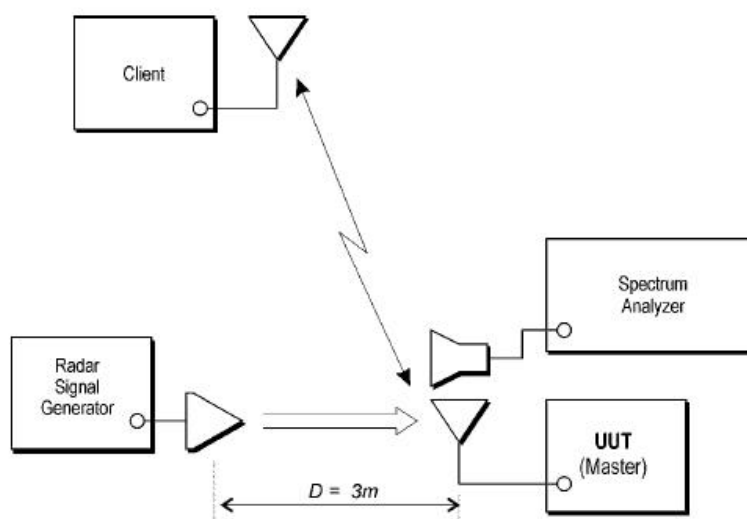 Client
Spectrum
Analyzer
Radar
Signal
Generator
UUT
(Master)
D = 3m